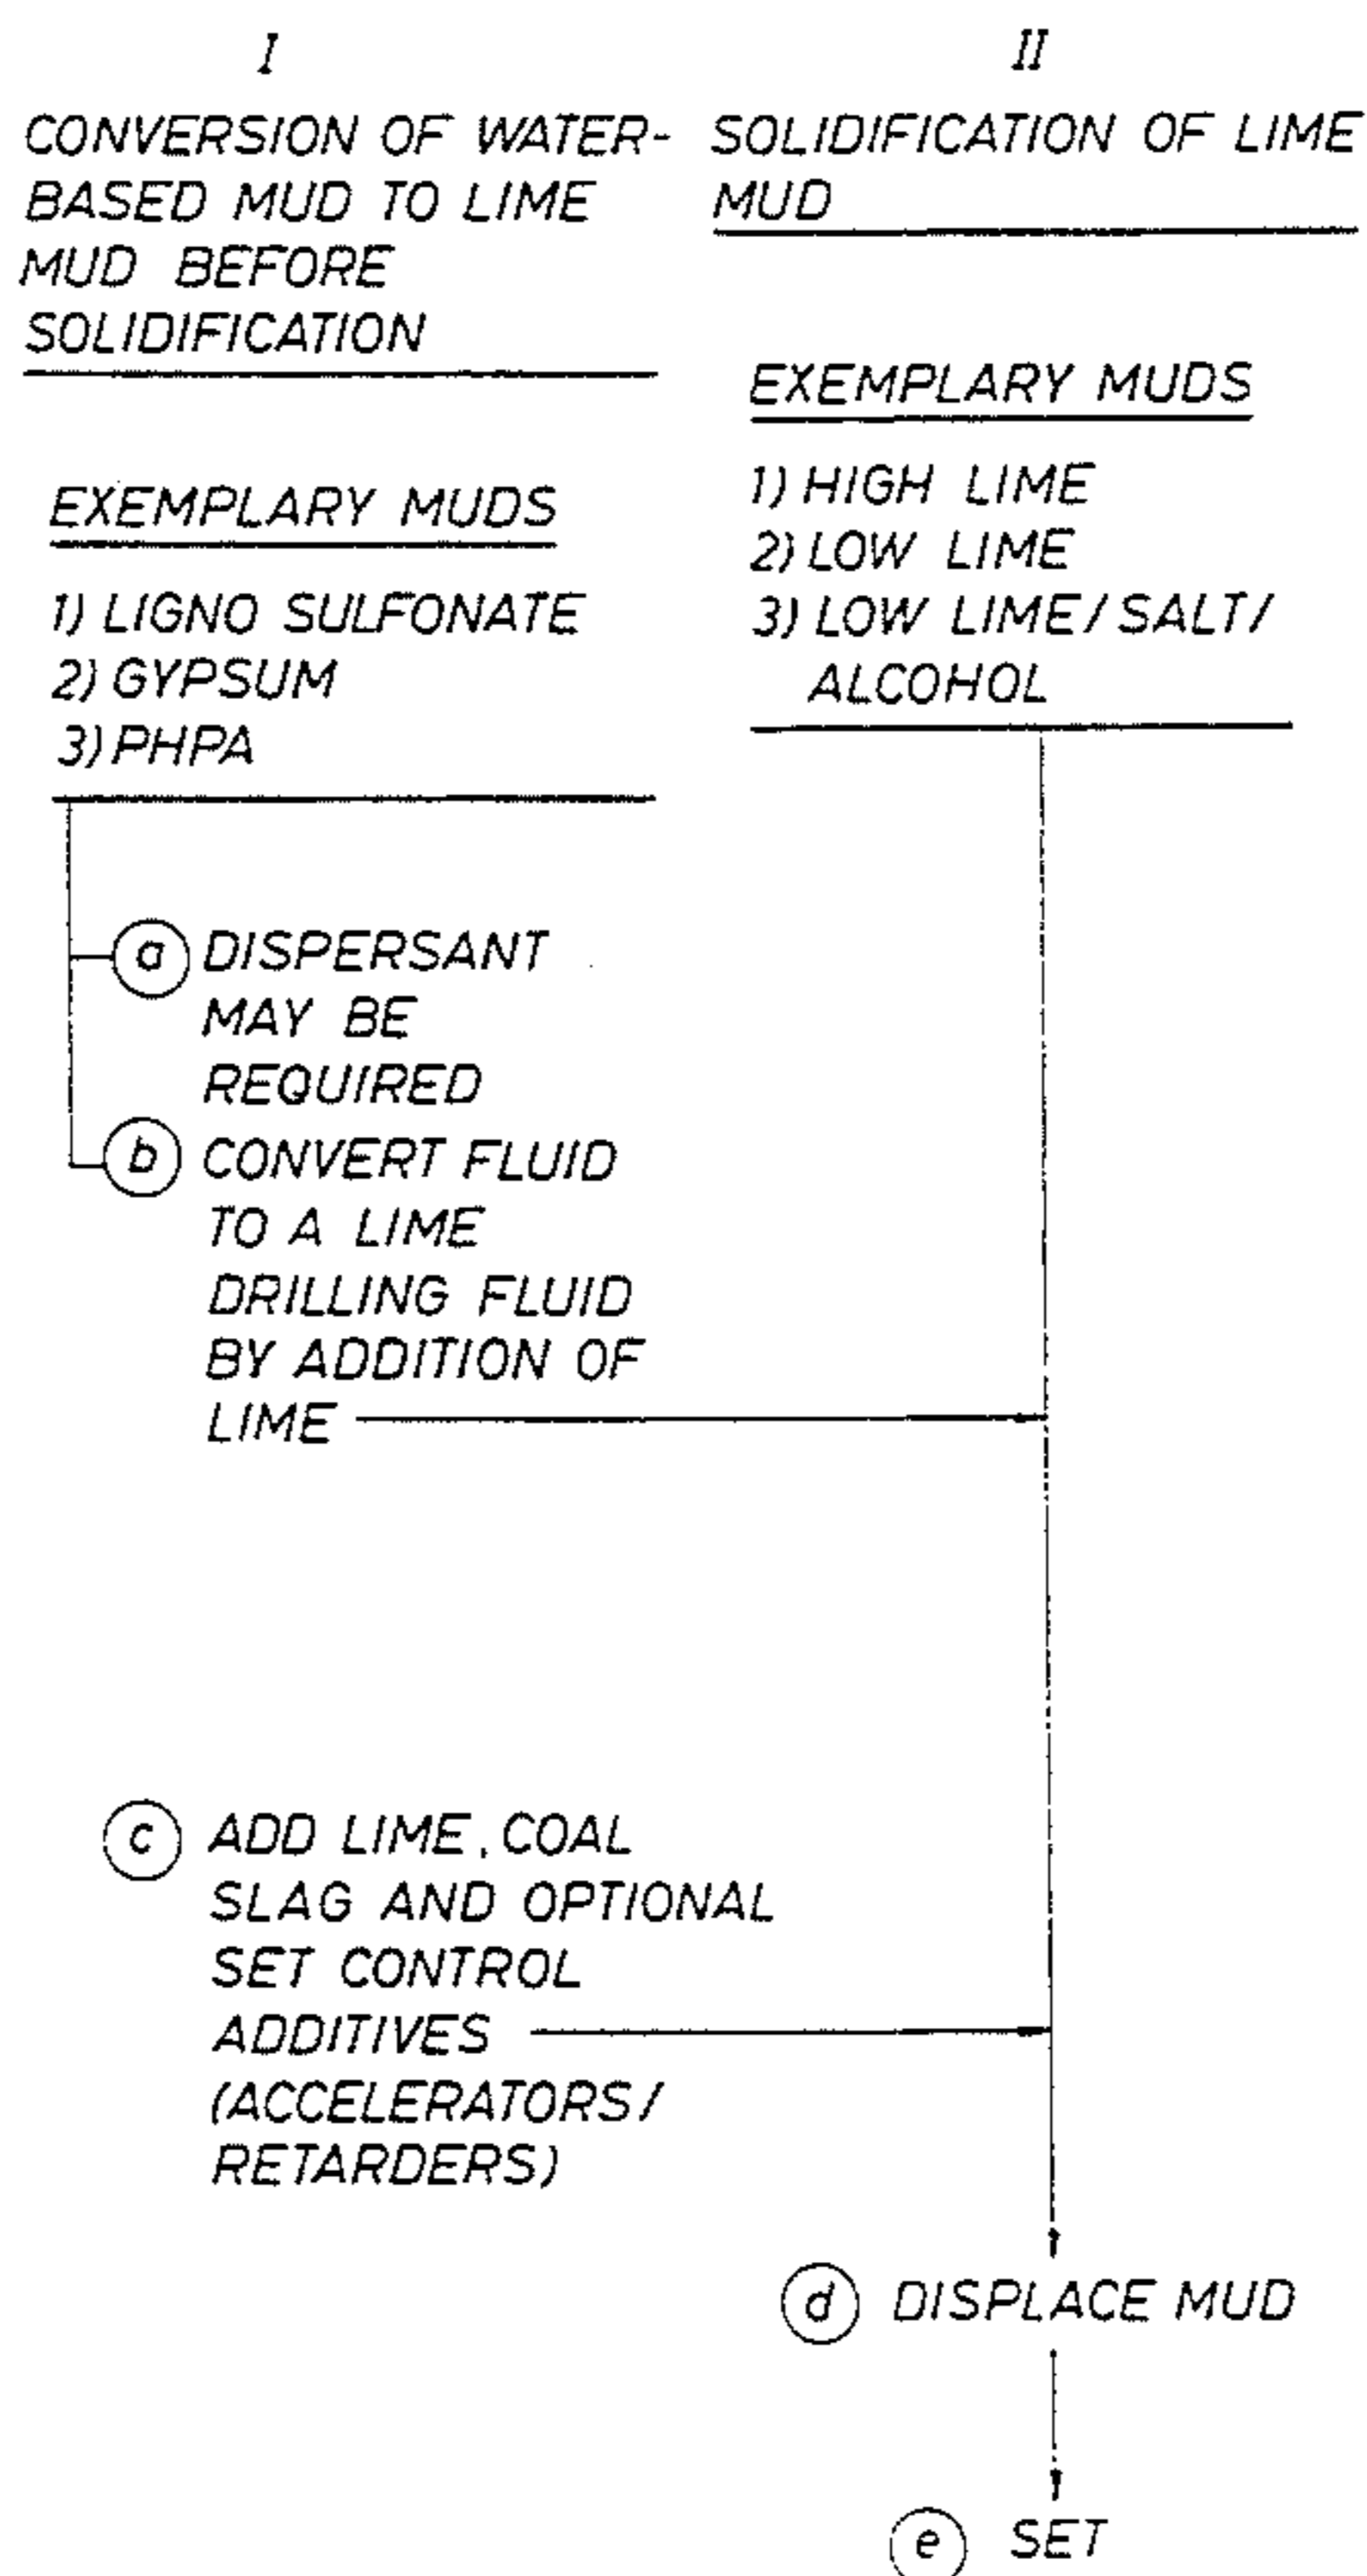 I
CONVERSION OF WATER-
BASED MUD TO LIME
MUD BEFORE
SOLIDIFICATION
EXEMPLARY MUDS
1) LIGNO SULFONATE
2) GYPSUM
3) PHPA
a DISPERSANT
MAY BE
REQUIRED
b CONVERT FLUID
TO A LIME
DRILLING FLUID
BY ADDITION OF
LIME
II
SOLIDIFICATION OF LIME
MUD
EXEMPLARY MUDS
1) HIGH LIME
2) LOW LIME
3) LOW LIME/SALT/
ALCOHOL
c ADD LIME, COAL
SLAG AND OPTIONAL
SET CONTROL
ADDITIVES
(ACCELERATORS/
RETARDERS)
d DISPLACE MUD
e SET